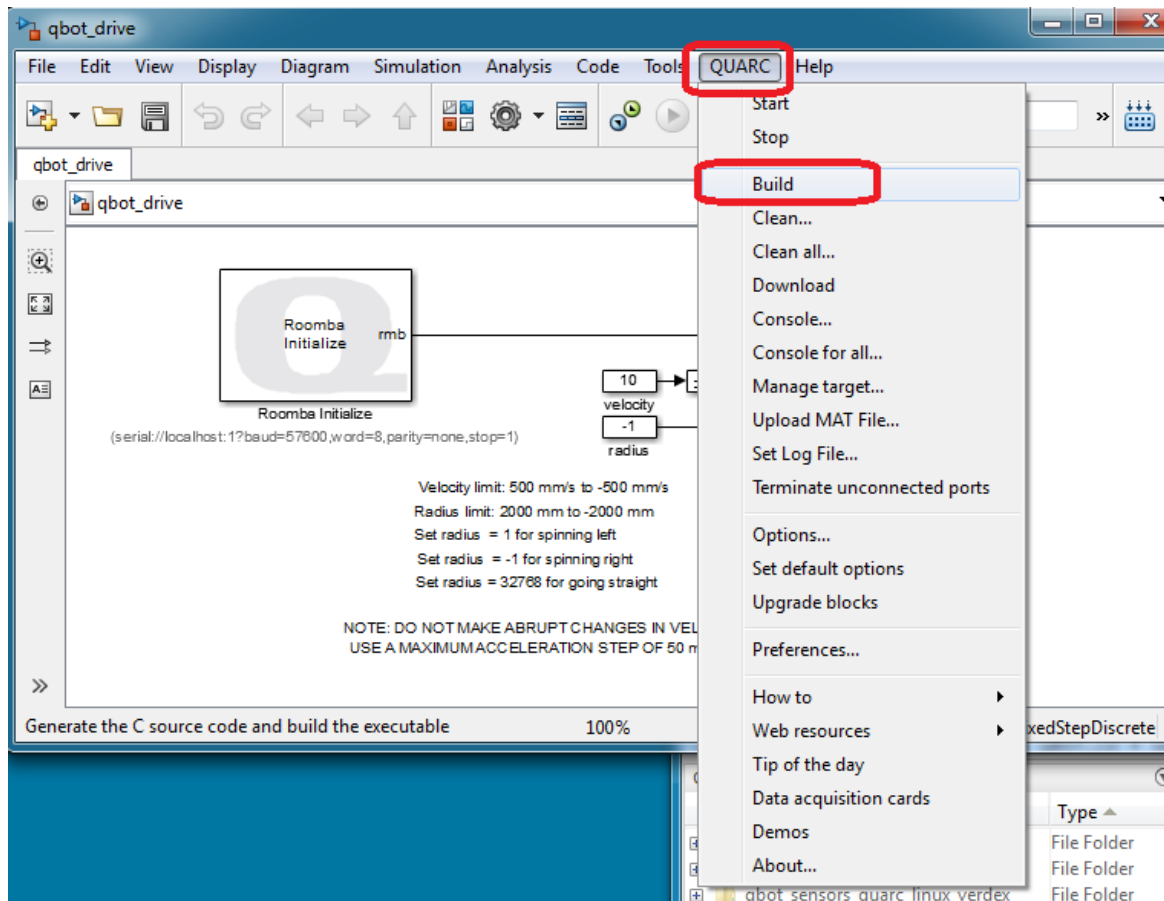 qbot_drive
File Edit View Display Diagram Simulation Analysis Code Tools QUARC Help
qbot_drive
qbot_drive
Roomba
Initialize
rmb
Roomba Initialize
(serial://localhost:1?baud=57600,word=8,parity=none,stop=1)
10
velocity
-1
radius
Velocity limit: 500 mm/s to -500 mm/s
Radius limit: 2000 mm to -2000 mm
Set radius = 1 for spinning left
Set radius = -1 for spinning right
Set radius = 32768 for going straight
NOTE: DO NOT MAKE ABRUPT CHANGES IN VEL
USE A MAXIMUM ACCELERATION STEP OF 50 m
Start
Stop
Build
Clean...
Clean all...
Download
Console...
Console for all...
Manage target...
Upload MAT File...
Set Log File...
Terminate unconnected ports
Options...
Set default options
Upgrade blocks
Preferences...
How to
Web resources
Tip of the day
Data acquisition cards
Demos
About...
Generate the C source code and build the executable 100% xedStepDiscrete
Type
File Folder
File Folder
qbot_sensors_quarc_linux_verdex File Folder